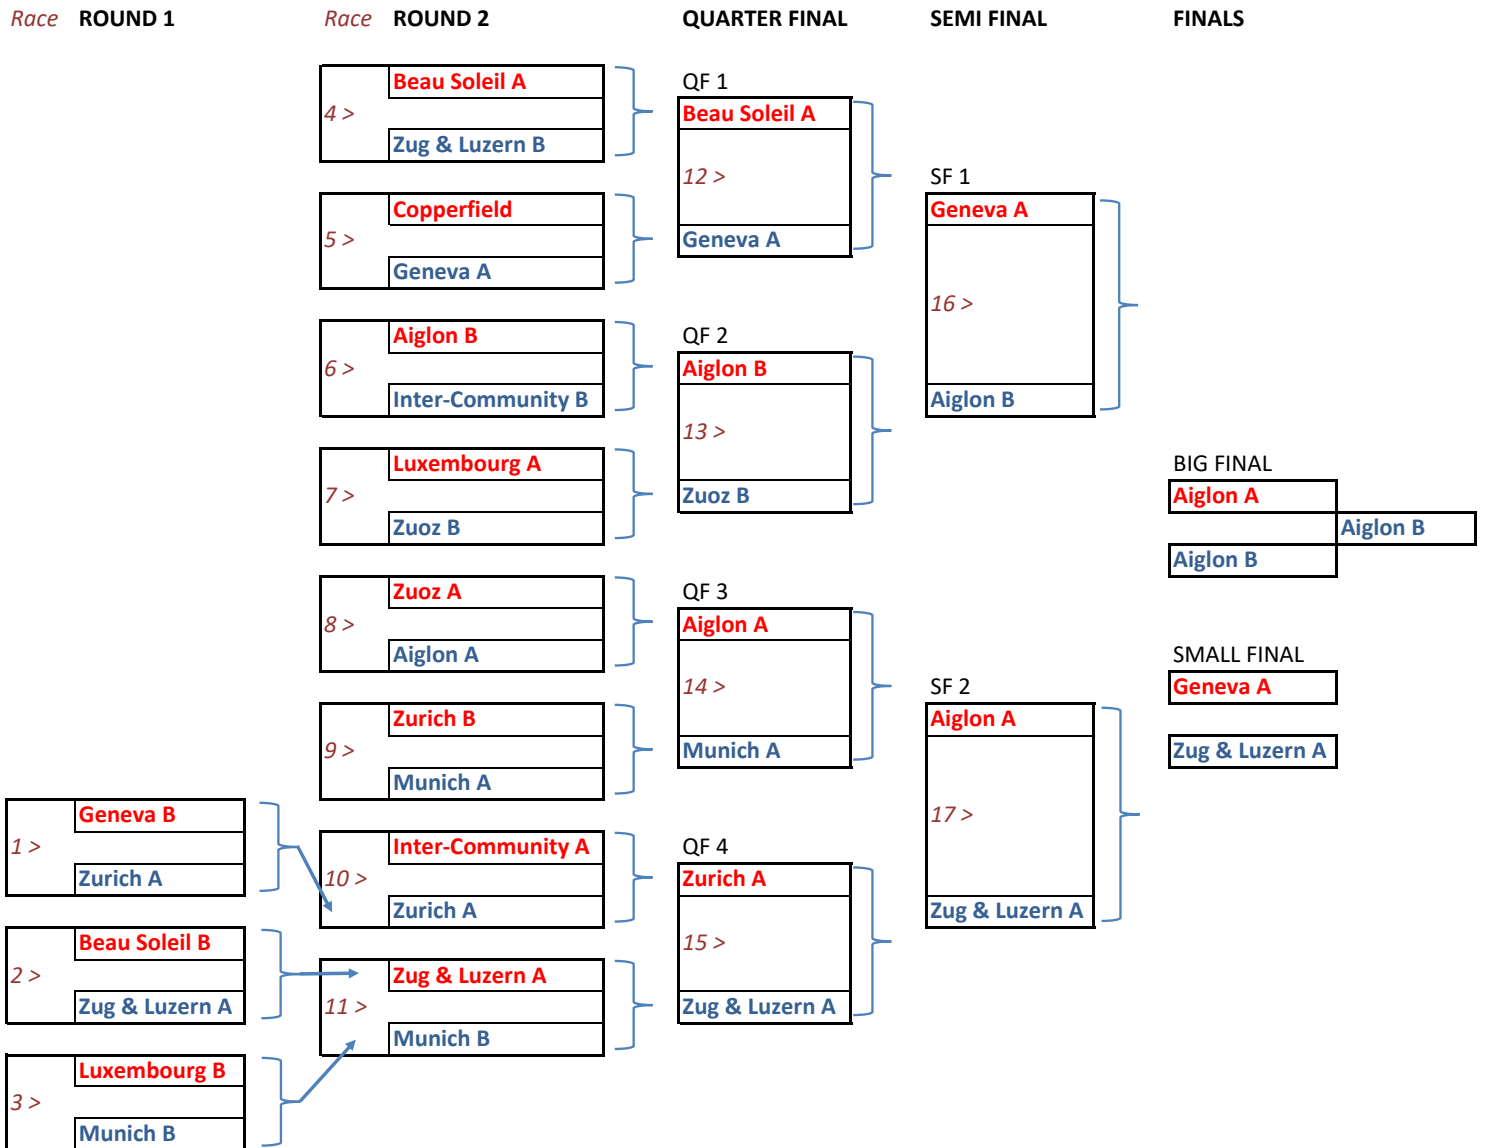 Race ROUND 1 Race ROUND 2 QUARTER FINAL SEMI FINAL FINALS
Beau Soleil A QF 1
4 > Beau Soleil A
Zug & Luzern B
12 > SF 1
Copperfield Geneva A
5 > Geneva A
Geneva A
16 >
Aiglon B QF 2
6 > Aiglon B
Inter-Community B Aiglon B
13 >
Luxembourg A BIG FINAL
7 > Zuoz B Aiglon A
Zuoz B Aiglon B
Aiglon B
Zuoz A QF 3
8 > Aiglon A
Aiglon A SMALL FINAL
14 > SF 2 Geneva A
Zurich B Aiglon A
9 > Munich A Zug & Luzern A
Munich A
Geneva B 17 >
1 > Inter-Community A QF 4
Zurich A 10 > Zurich A
Zurich A Zug & Luzern A
Beau Soleil B 15 >
2 > Zug & Luzern A
Zug & Luzern A 11 > Zug & Luzern A
Munich B
Luxembourg B
3 >
Munich B